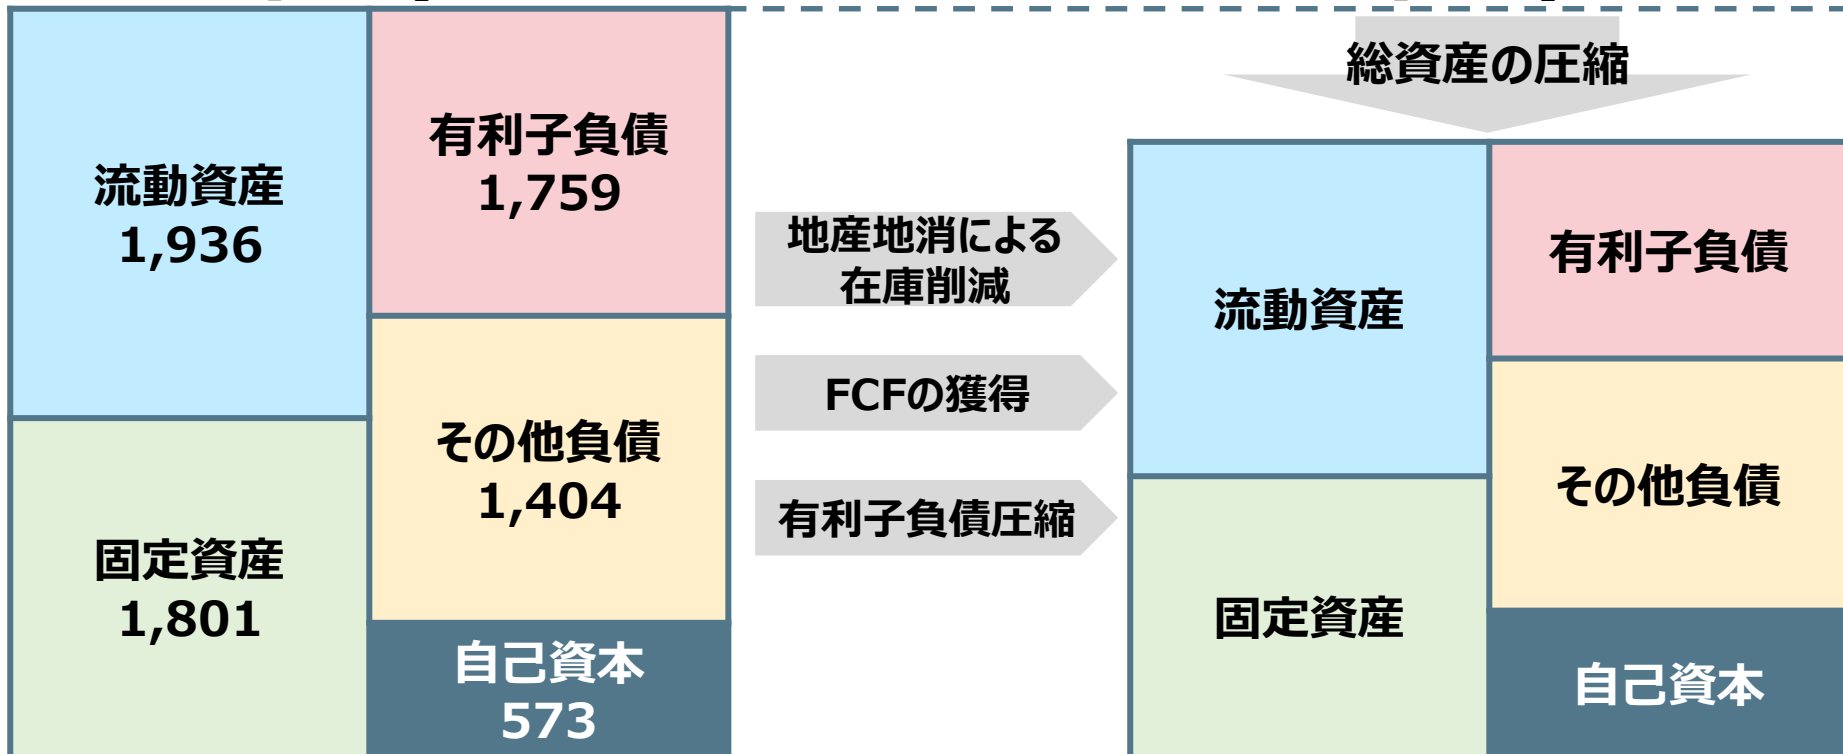 総資産の圧縮
流動資産
1,936
固定資産
1,801
有利子負債
1,759
その他負債
1,404
自己資本
573
地産地消による
在庫削減
FCFの獲得
有利子負債圧縮
流動資産
固定資産
有利子負債
その他負債
自己資本